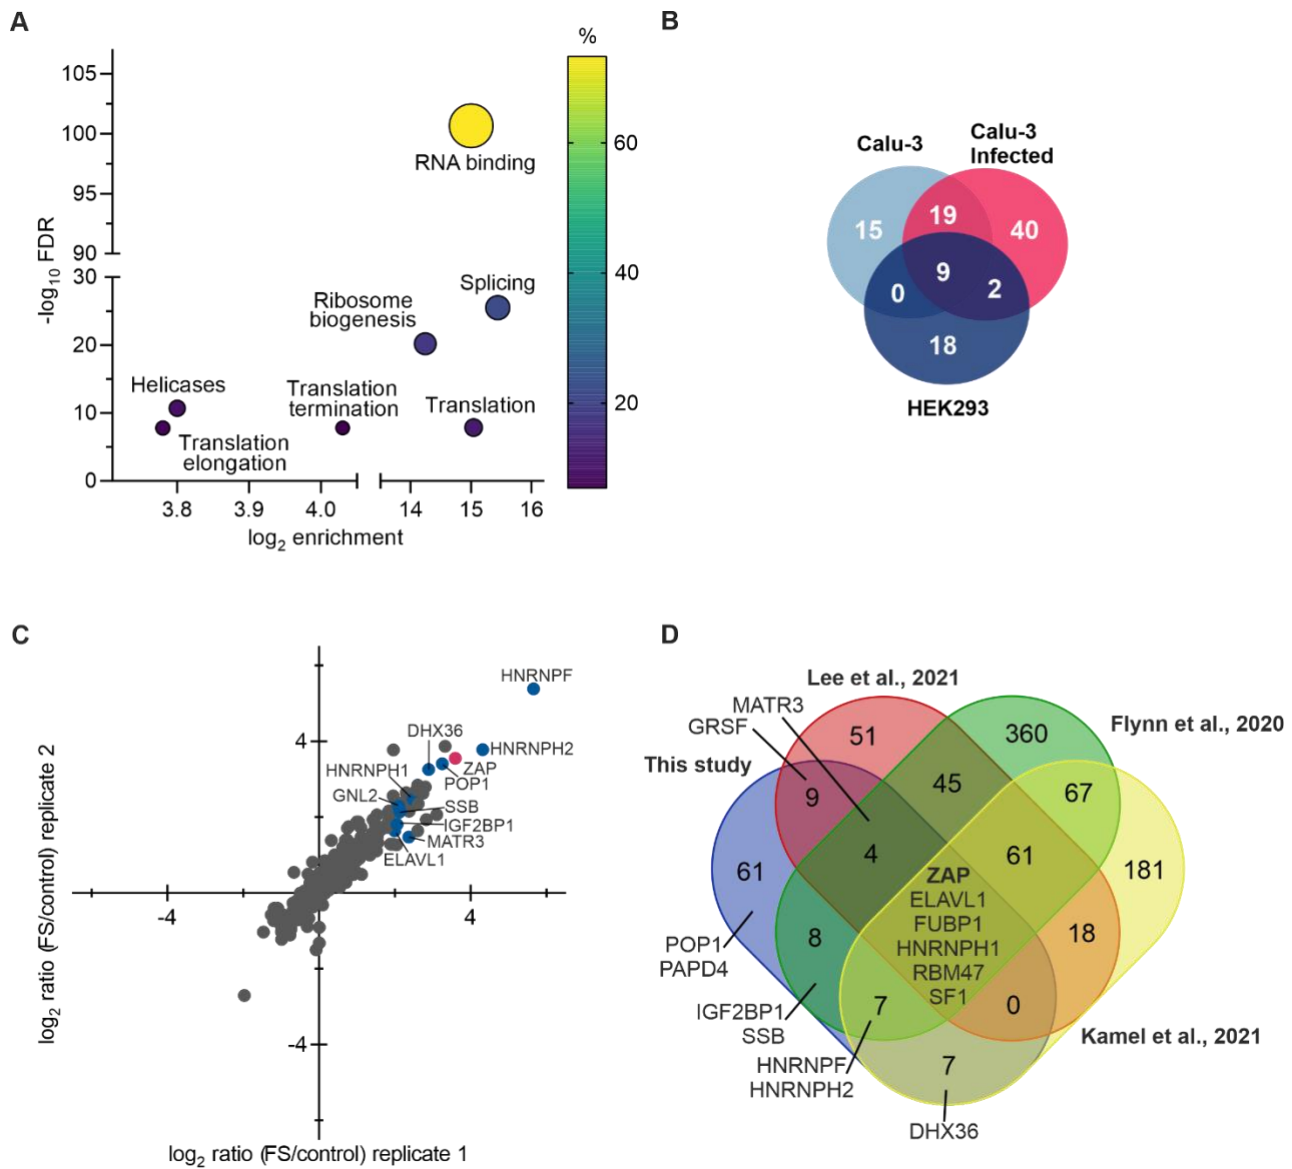 A
%
105
100
95
90
30
20
10
0
-log10 FDR
RNA binding
Splicing
Ribosome
biogenesis
Helicases
Translation
termination
Translation
Translation
elongation
3.8
3.9
4.0
14
15
16
log2 enrichment
60
40
20
B
Calu-3
Calu-3
Infected
15
19
40
9
0
2
18
HEK293
C
HNRNPF
DHX36
HNRNPH2
HNRNPH1
ZAP
POP1
GNL2
SSB
IGF2BP1
MATR3
ELAVL1
4
-4
4
-4
log2 ratio (FS/control) replicate 2
log2 ratio (FS/control) replicate 1
D
Lee et al., 2021
MATR3
GRSF
Flynn et al., 2020
This study
51
360
9
45
67
61
4
61
181
ZAP
ELAVL1
FUBP1
HNRNPH1
RBM47
SF1
8
18
POP1
PAPD4
7
0
IGF2BP1
SSB
Kamel et al., 2021
HNRNPF
HNRNPH2
7
DHX36